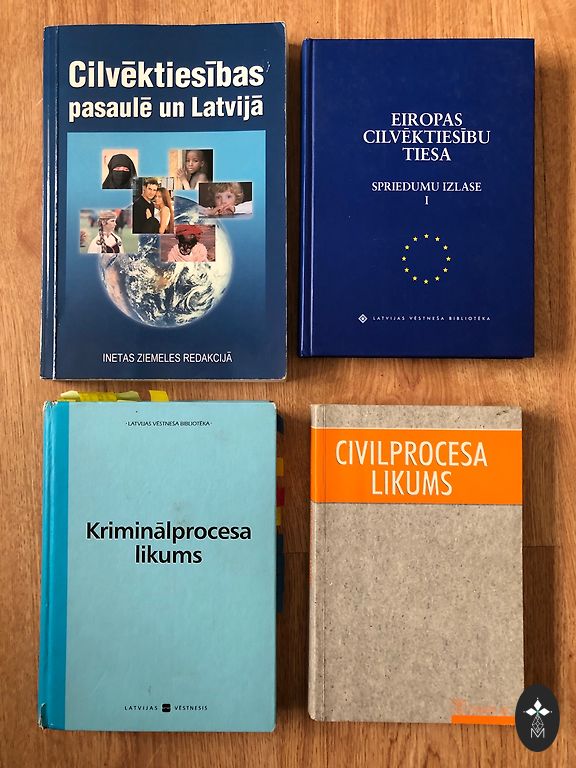 Cilvēktiesības
pasaulē un Latvijā
INETAS ZIEMELES REDAKCIJĀ
EIROPAS
CILVĒKTIESĪBU
TIESA
SPRIEDUMU IZLASE
I
LATVIJAS VĒSTNEŠA BIBLIOTĒKA
· LATVIJAS VĒSTNEŠA BIBLIOTĒKA ·
Kriminālprocesa
likums
LATVIJAS VĒSTNESIS
CIVILPROCESA
LIKUMS
M